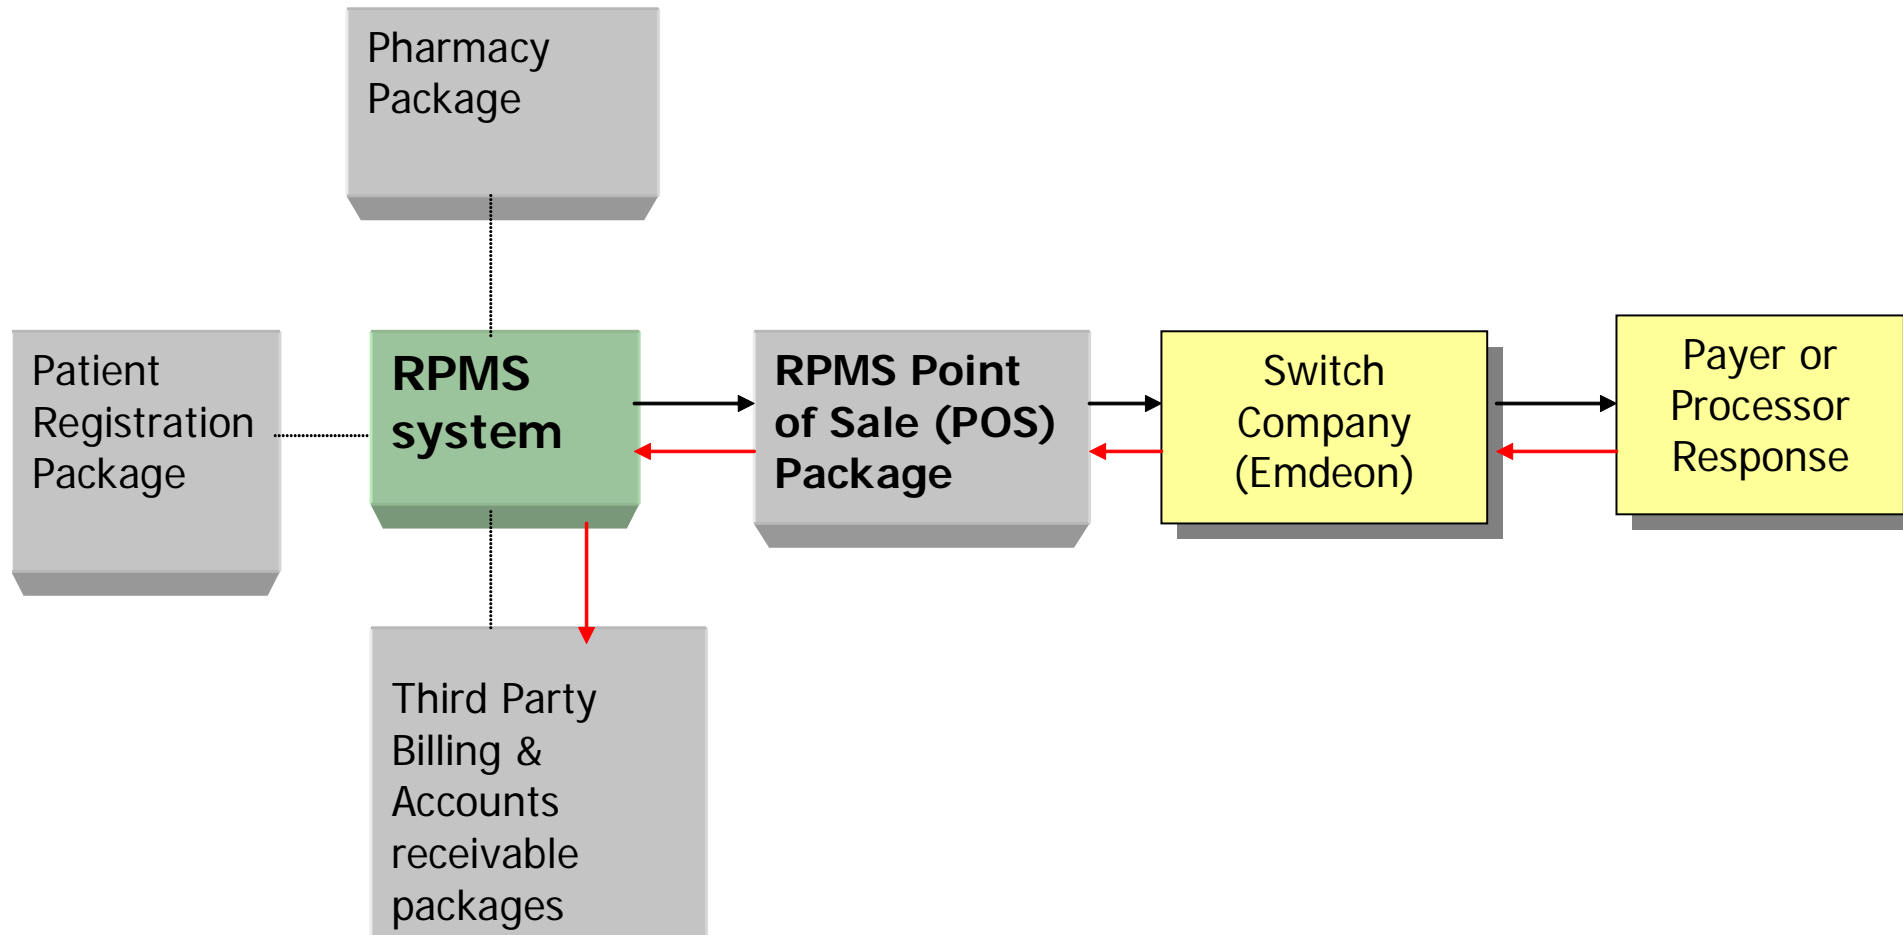 Pharmacy
Package
Patient
Registration
Package
RPMS
system
RPMS Point
of Sale (POS)
Package
Switch
Company
(Emdeon)
Payer or
Processor
Response
Third Party
Billing &
Accounts
receivable
packages